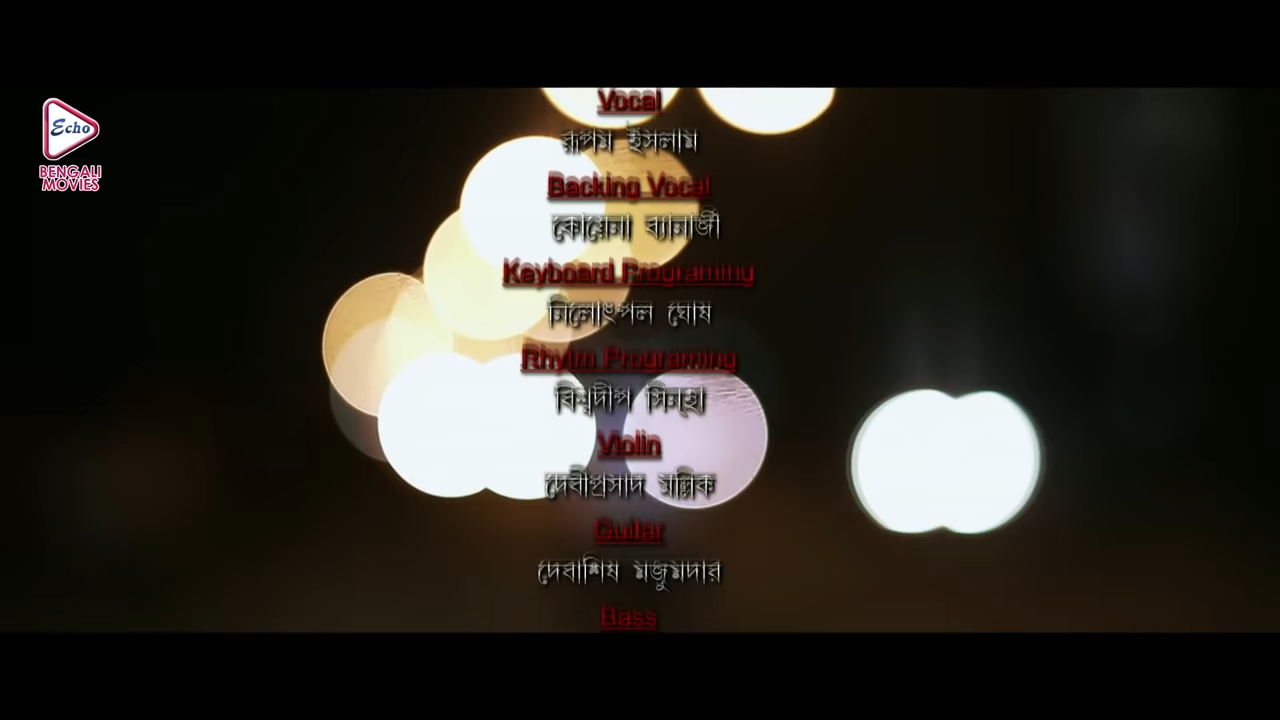 Echo
BENGALI
MOVIES
Vocal
রূপম ইসলাম
Backing Vocal
কোয়েনা ব্যানার্জী
Keyboard Programing
নিলোৎপল ঘোষ
Rhytm Programing
বিশ্বদীপ সিনহা
Violin
দেবীপ্রসাদ মল্লিক
Guitar
দেবাশিষ মজুমদার
Bass